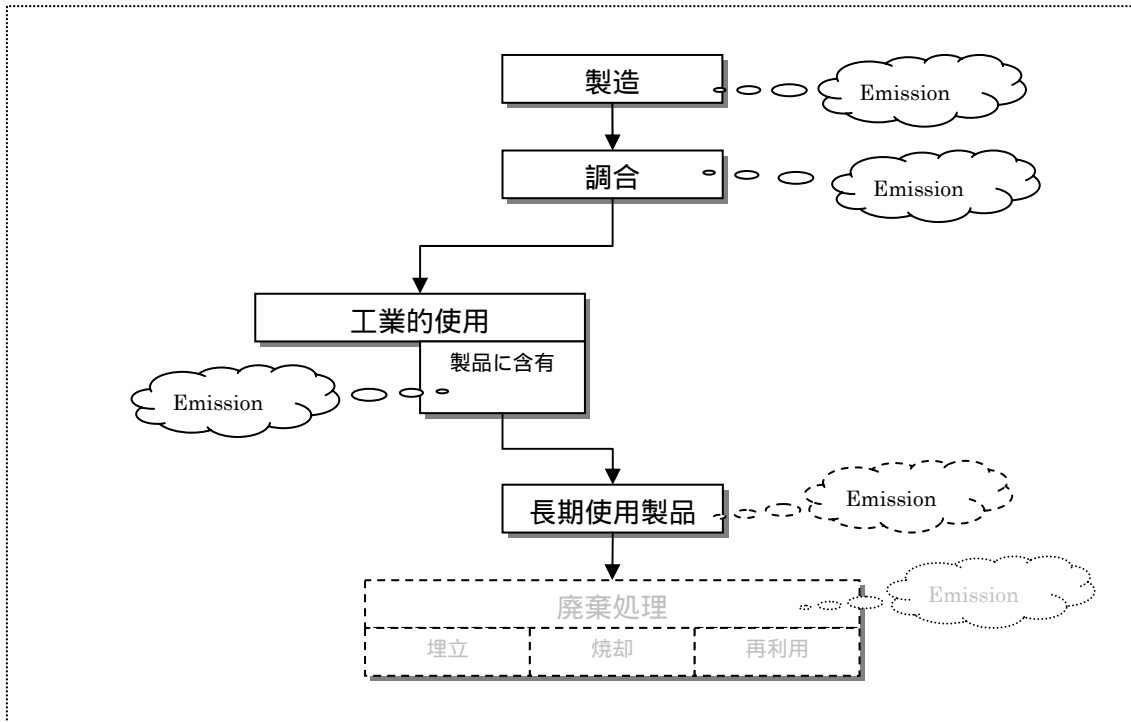 製造
Emission
調合
Emission
工業的使用
製品に含有
Emission
長期使用製品
Emission
廃棄処理
Emission
埋立
焼却
再利用